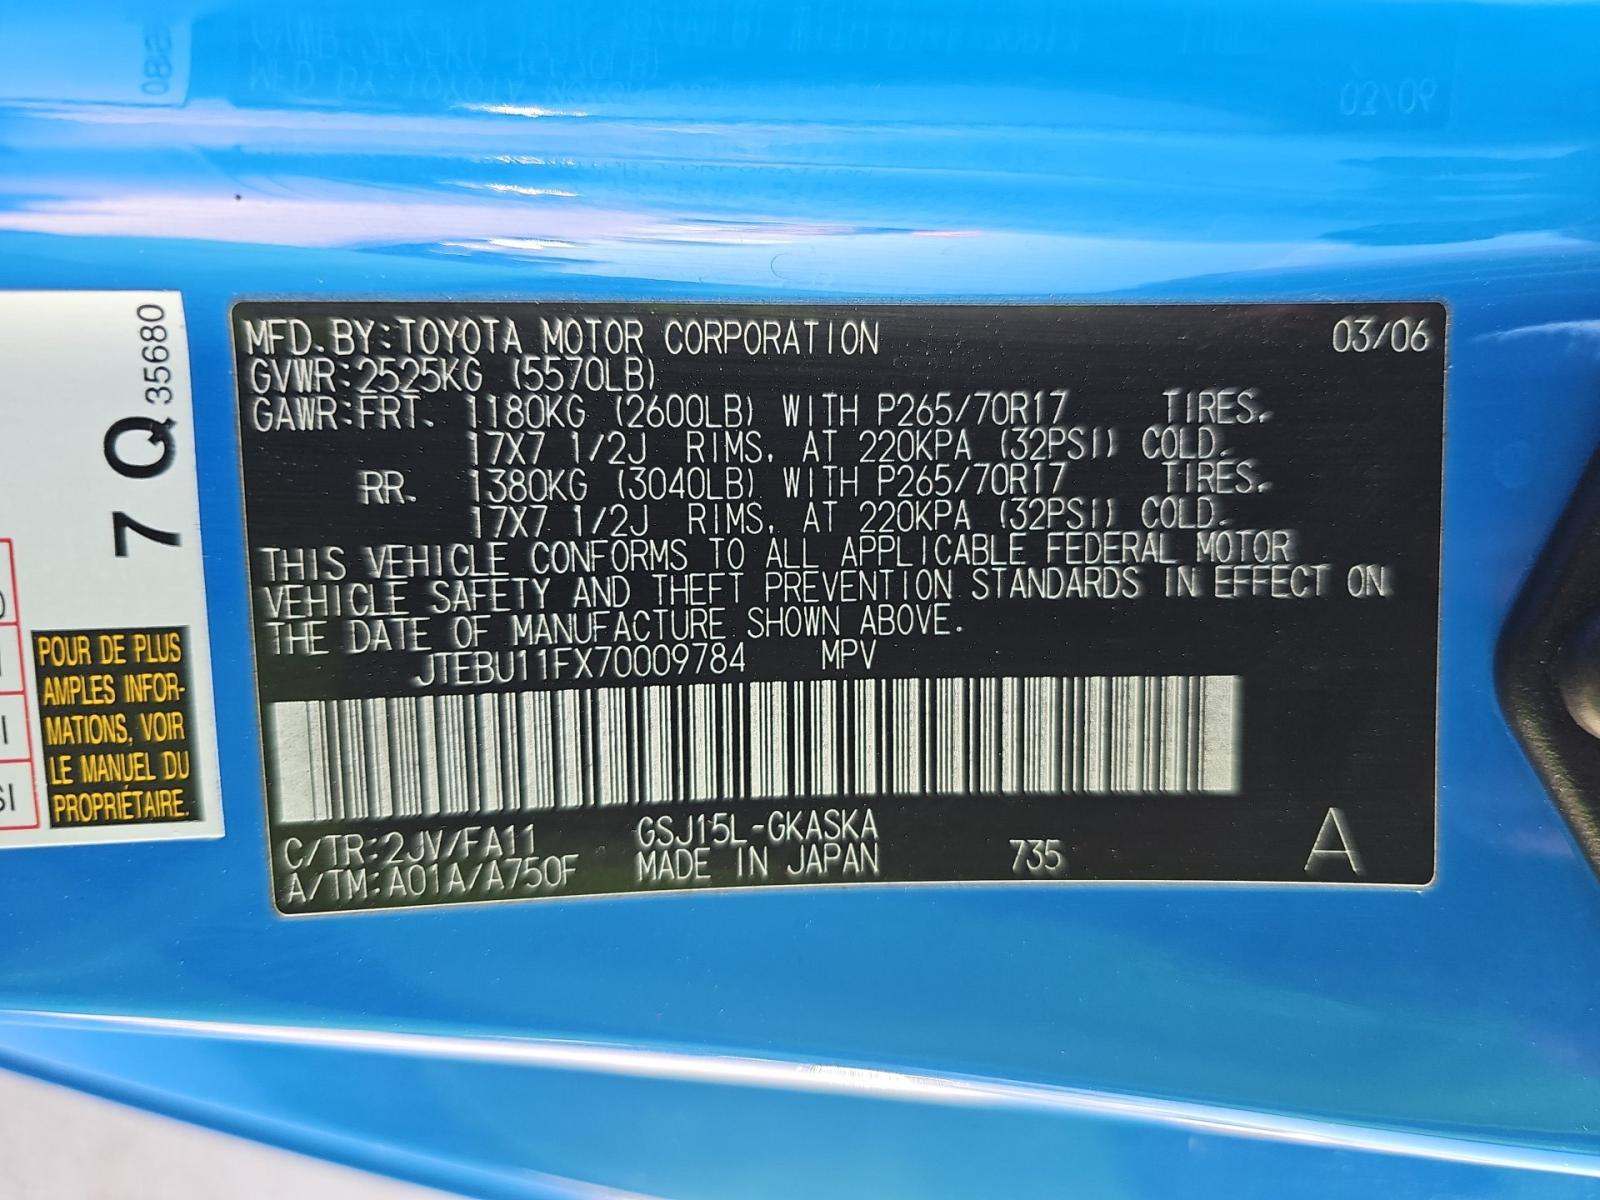 MFD. BY: TOYOTA MOTOR CORPORATION 03/06
GVWR: 2525KG (5570LB)
GAWR: FRT. 1180KG (2600LB) WITH P265/70R17 TIRES,
17X7 1/2J RIMS, AT 220KPA (32PSI) COLD.
RR. 1380KG (3040LB) WITH P265/70R17 TIRES,
17X7 1/2J RIMS, AT 220KPA (32PSI) COLD.
THIS VEHICLE CONFORMS TO ALL APPLICABLE FEDERAL MOTOR
VEHICLE SAFETY AND THEFT PREVENTION STANDARDS IN EFFECT ON
THE DATE OF MANUFACTURE SHOWN ABOVE.
JTEBU11FX70009784 MPV
C/TR: 2JV/FA11 GSJ15L-GKASKA
A/TM: A01A/A750F MADE IN JAPAN 735 A
7 Q 35680
POUR DE PLUS
AMPLES INFOR-
MATIONS, VOIR
LE MANUEL DU
PROPRIÉTAIRE.